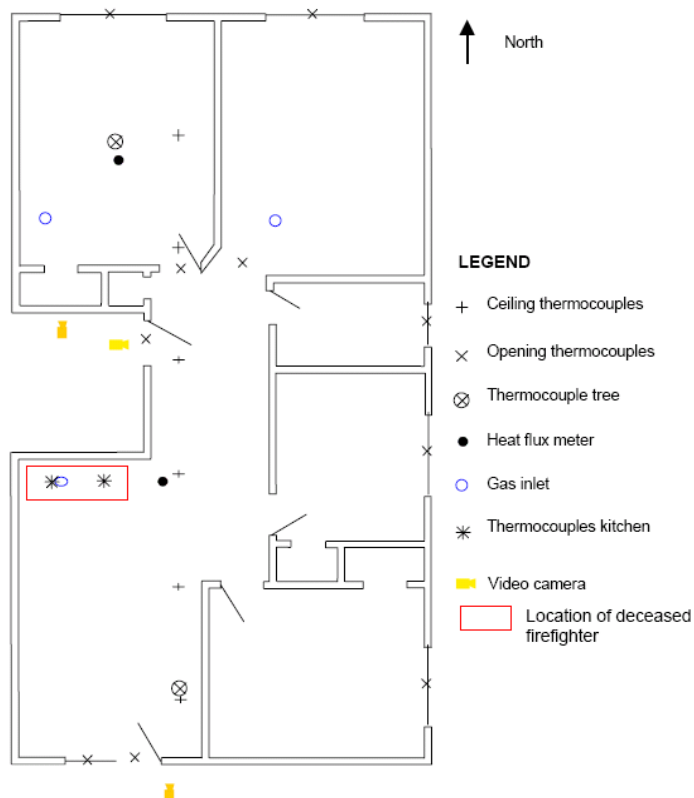 North
LEGEND
Ceiling thermocouples
Opening thermocouples
Thermocouple tree
Heat flux meter
Gas inlet
Thermocouples kitchen
Video camera
Location of deceased
firefighter